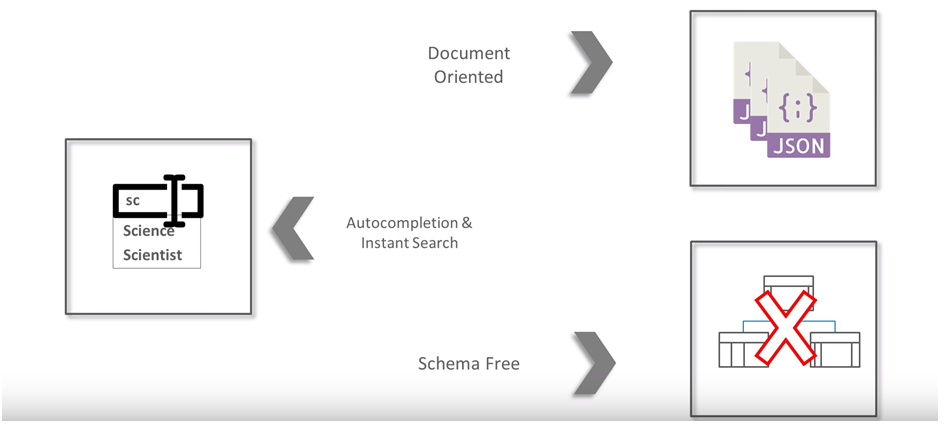 Document
Oriented
{;}
J
J
JSON
sc
Science
Scientist
Autocompletion &
Instant Search
Schema Free